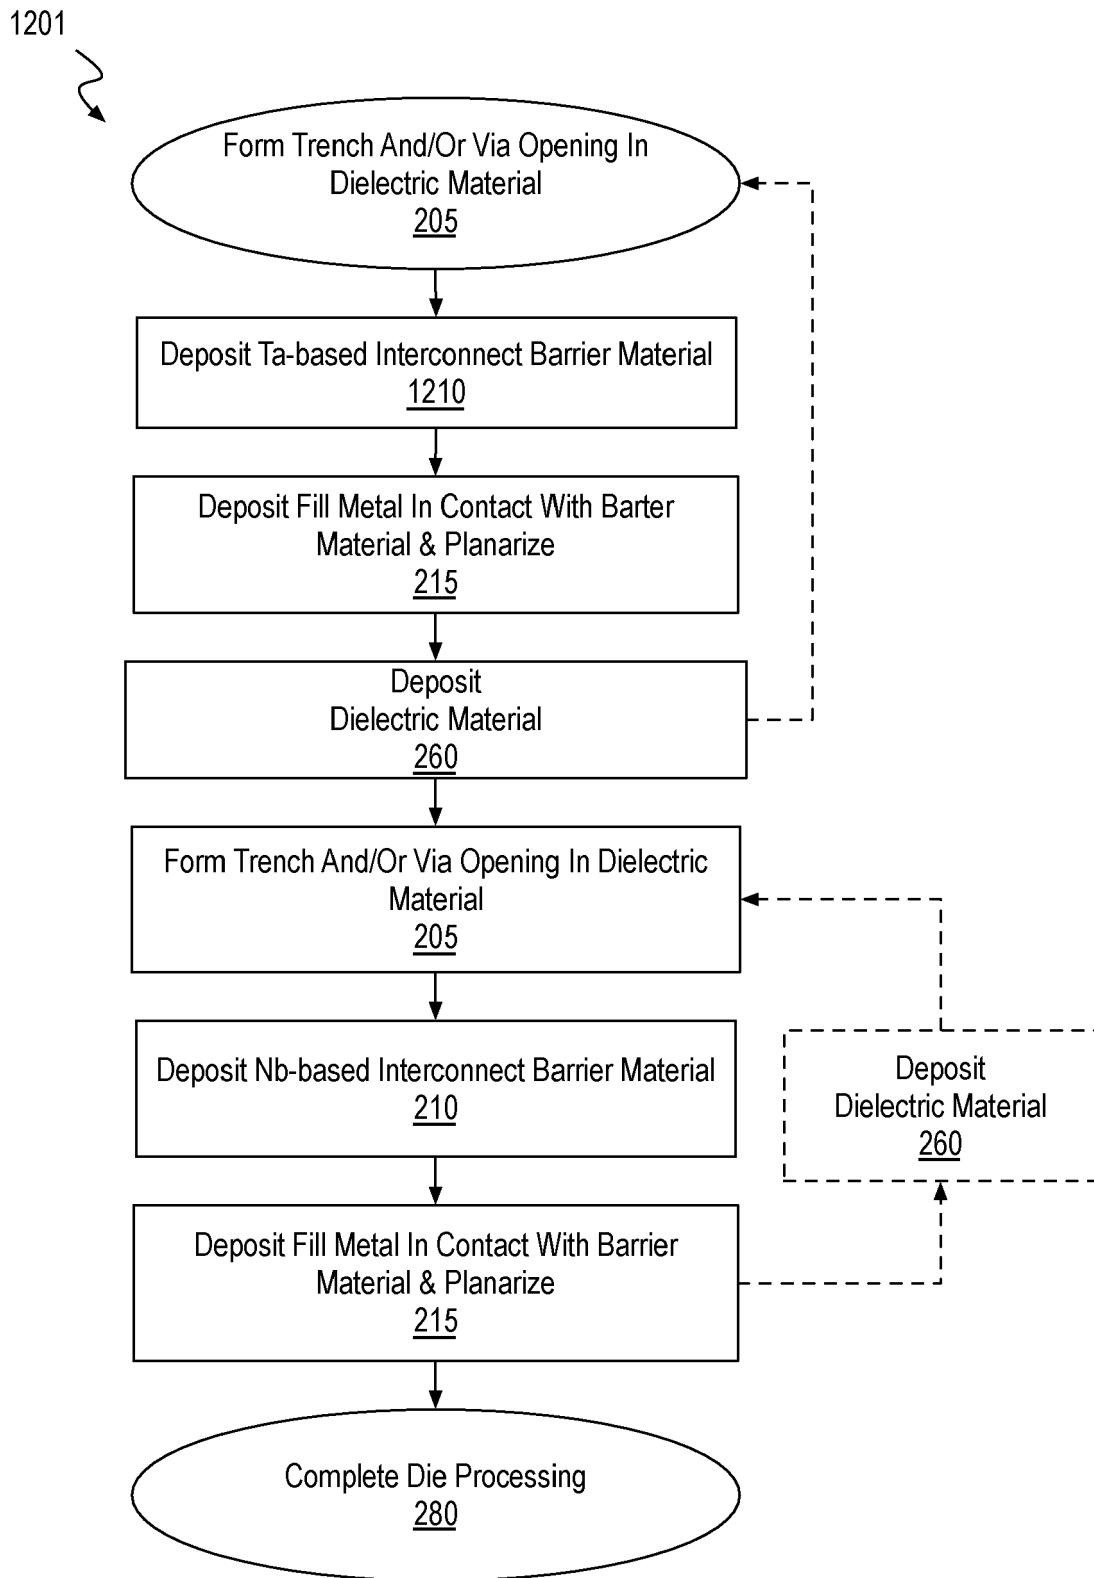 1201
Form Trench And/Or Via Opening In
Dielectric Material
205
Deposit Ta-based Interconnect Barrier Material
1210
Deposit Fill Metal In Contact With Barter
Material & Planarize
215
Deposit
Dielectric Material
260
Form Trench And/Or Via Opening In Dielectric
Material
205
Deposit Nb-based Interconnect Barrier Material
210
Deposit
Dielectric Material
260
Deposit Fill Metal In Contact With Barrier
Material & Planarize
215
Complete Die Processing
280